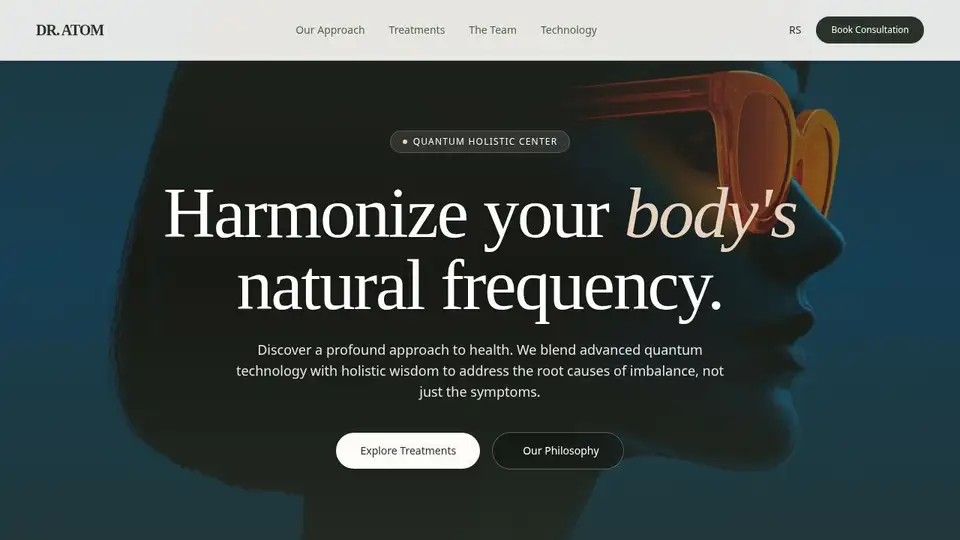 DR. ATOM
Our Approach
Treatments
The Team
Technology
RS
Book Consultation
QUANTUM HOLISTIC CENTER
Harmonize your body's
natural frequency.
Discover a profound approach to health. We blend advanced quantum
technology with holistic wisdom to address the root causes of imbalance, not
just the symptoms.
Explore Treatments
Our Philosophy